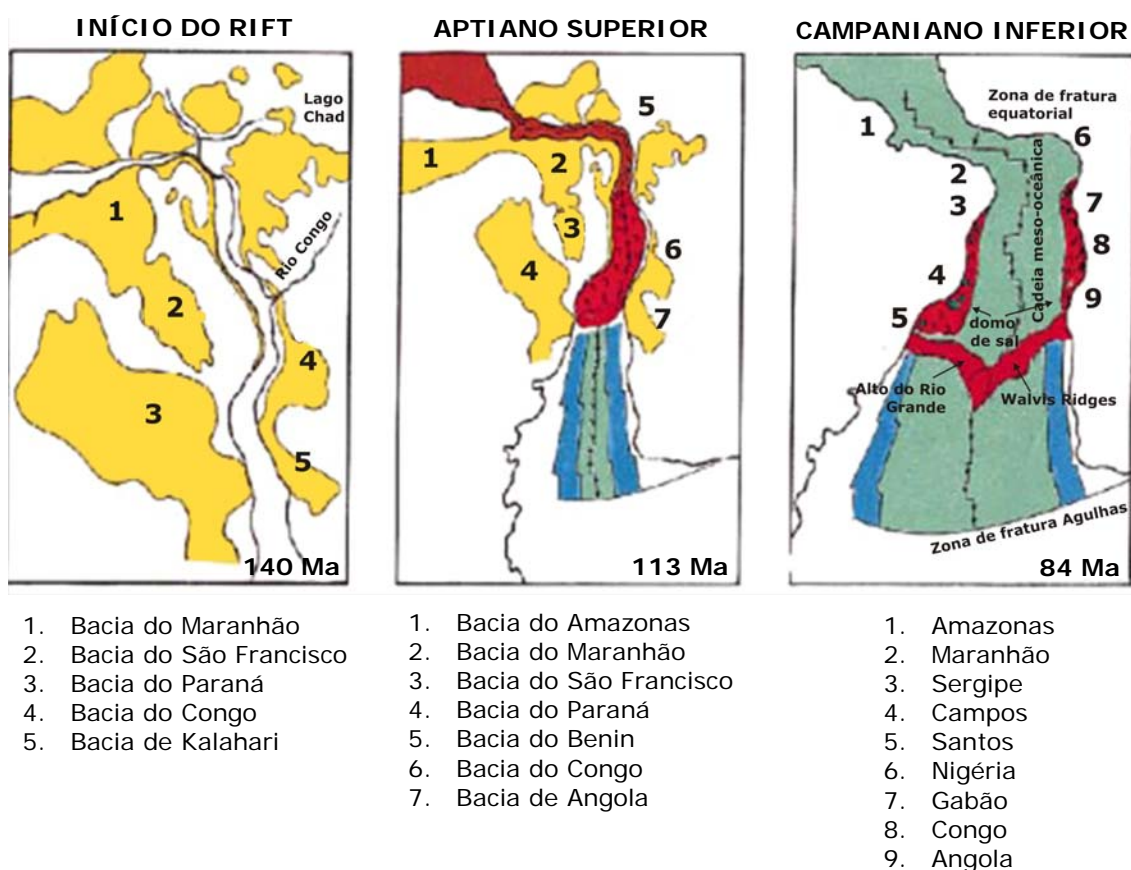 INÍCIO DO RIFT
Lago
Chad
Rio Congo
1
2
3
4
5
140 Ma
1. Bacia do Maranhão
2. Bacia do São Francisco
3. Bacia do Paraná
4. Bacia do Congo
5. Bacia de Kalahari
APTIANO SUPERIOR
5
1
2
3
6
4
7
113 Ma
1. Bacia do Amazonas
2. Bacia do Maranhão
3. Bacia do São Francisco
4. Bacia do Paraná
5. Bacia do Benin
6. Bacia do Congo
7. Bacia de Angola
CAMPANIANO INFERIOR
Zona de fratura
equatorial
1
6
2
3
7
Cadeia meso-oceânica
8
4
9
5
domo
de sal
Alto do Rio
Grande
Walvis Ridges
Zona de fratura Agulhas
84 Ma
1. Amazonas
2. Maranhão
3. Sergipe
4. Campos
5. Santos
6. Nigéria
7. Gabão
8. Congo
9. Angola